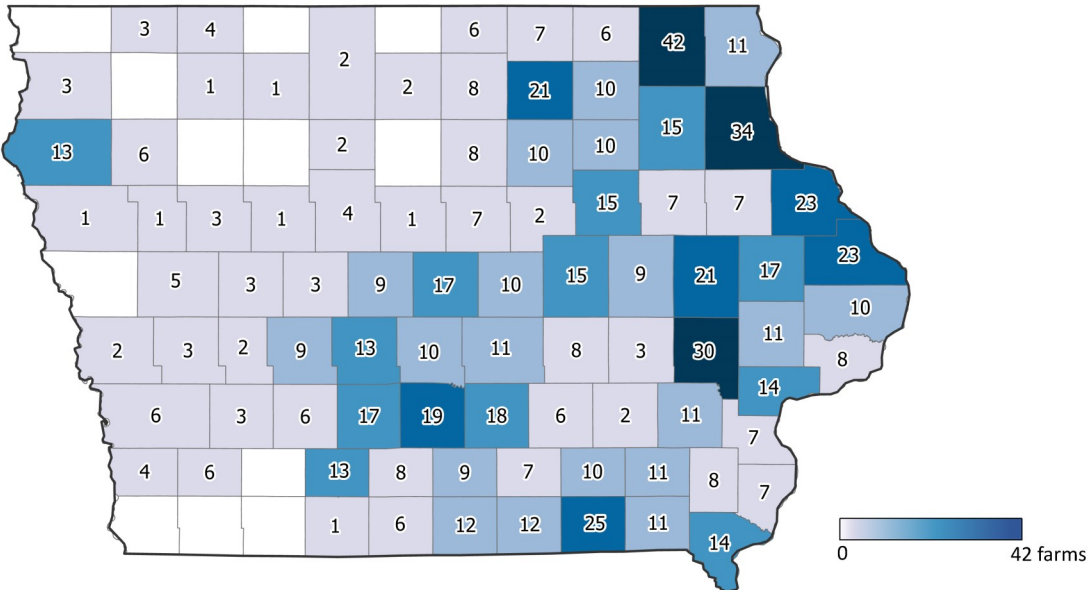 3 4 6 7 6 42 11
2
3 1 1 2 8 21 10
13 6 2 8 10 10 15 34
1 1 3 1 4 1 7 2 15 7 7 23
5 3 3 9 17 10 15 9 21 17 23
10
2 3 2 9 13 10 11 8 3 30 11 8
14
6 3 6 17 19 18 6 2 11 7
4 6 13 8 9 7 10 11 8 7
1 6 12 12 25 11 14
0 42 farms